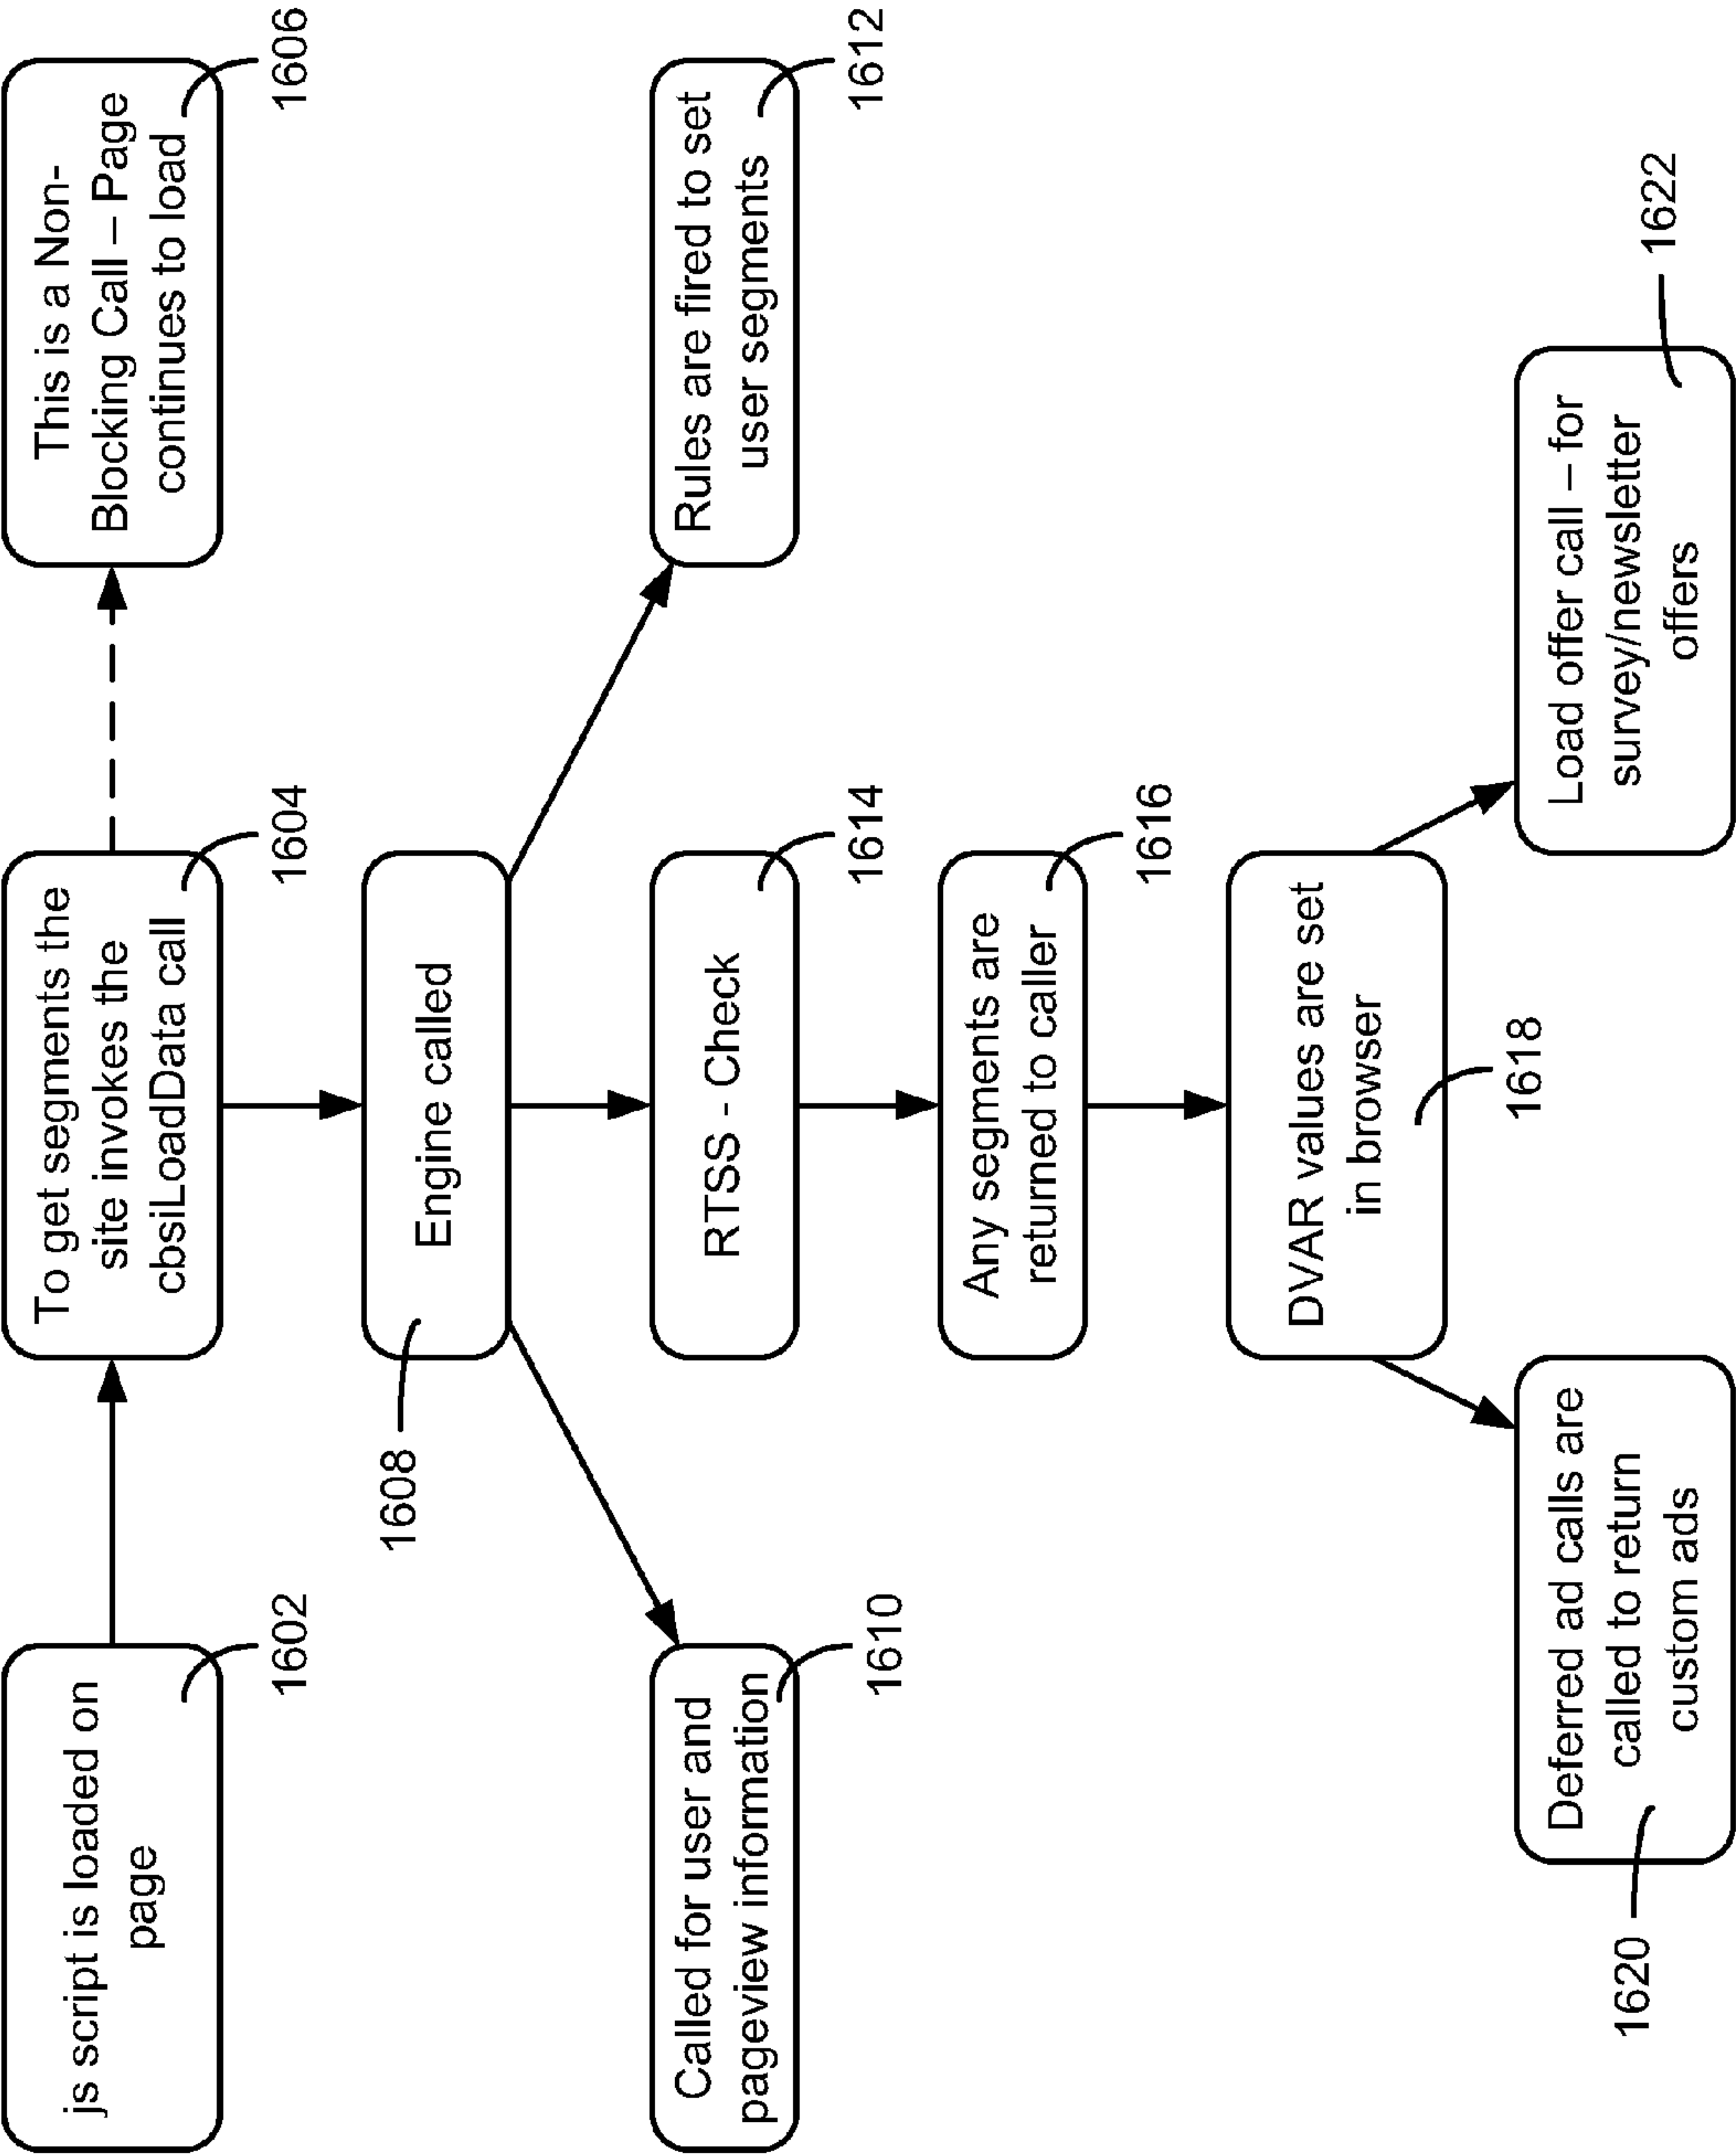 js script is loaded on
page
1602
To get segments the
site invokes the
cbsiLoadData call
1604
This is a Non-
Blocking Call – Page
continues to load
1606
Engine called
1608
Called for user and
pageview information
1610
RTSS - Check
1614
Rules are fired to set
user segments
1612
Any segments are
returned to caller
1616
DVAR values are set
in browser
1618
Deferred ad calls are
called to return
custom ads
1620
Load offer call – for
survey/newsletter
offers
1622